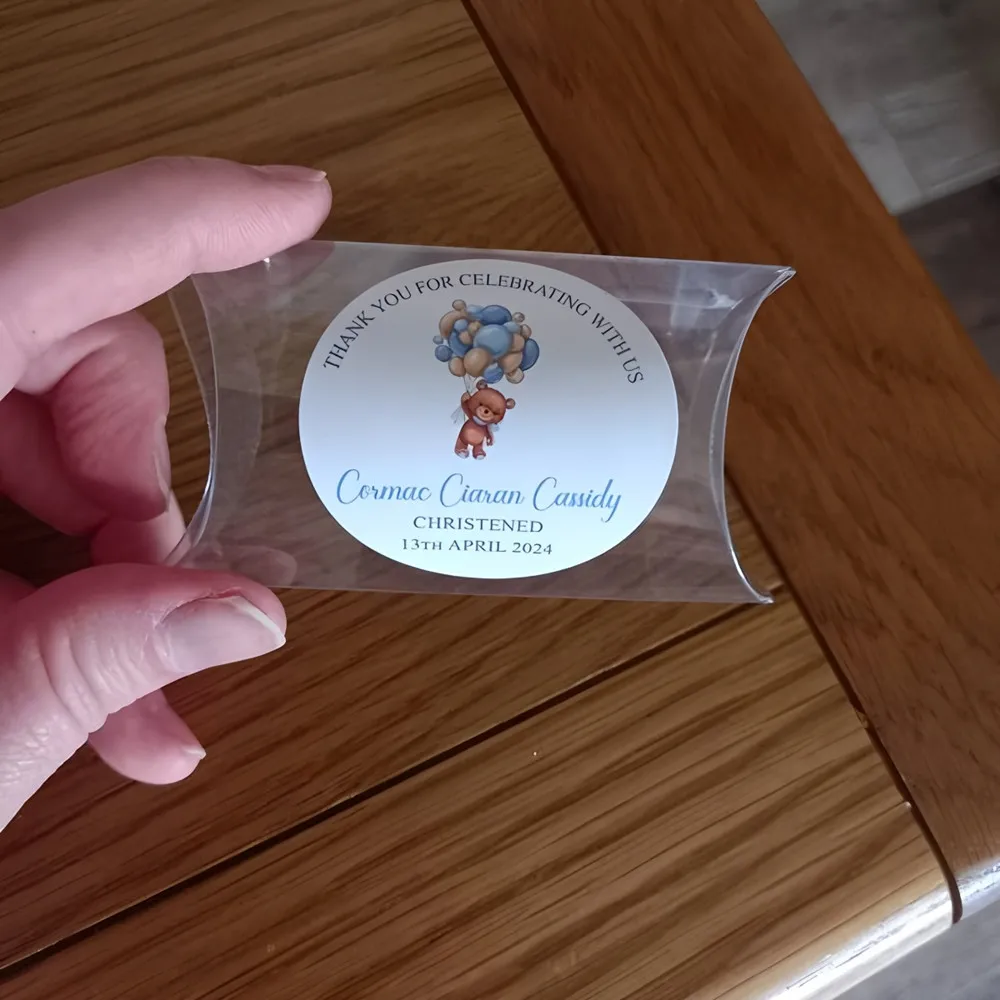 THANK YOU FOR CELEBRATING WITH US
Cormac Ciaran Cassidy
CHRISTENED
13TH APRIL 2024